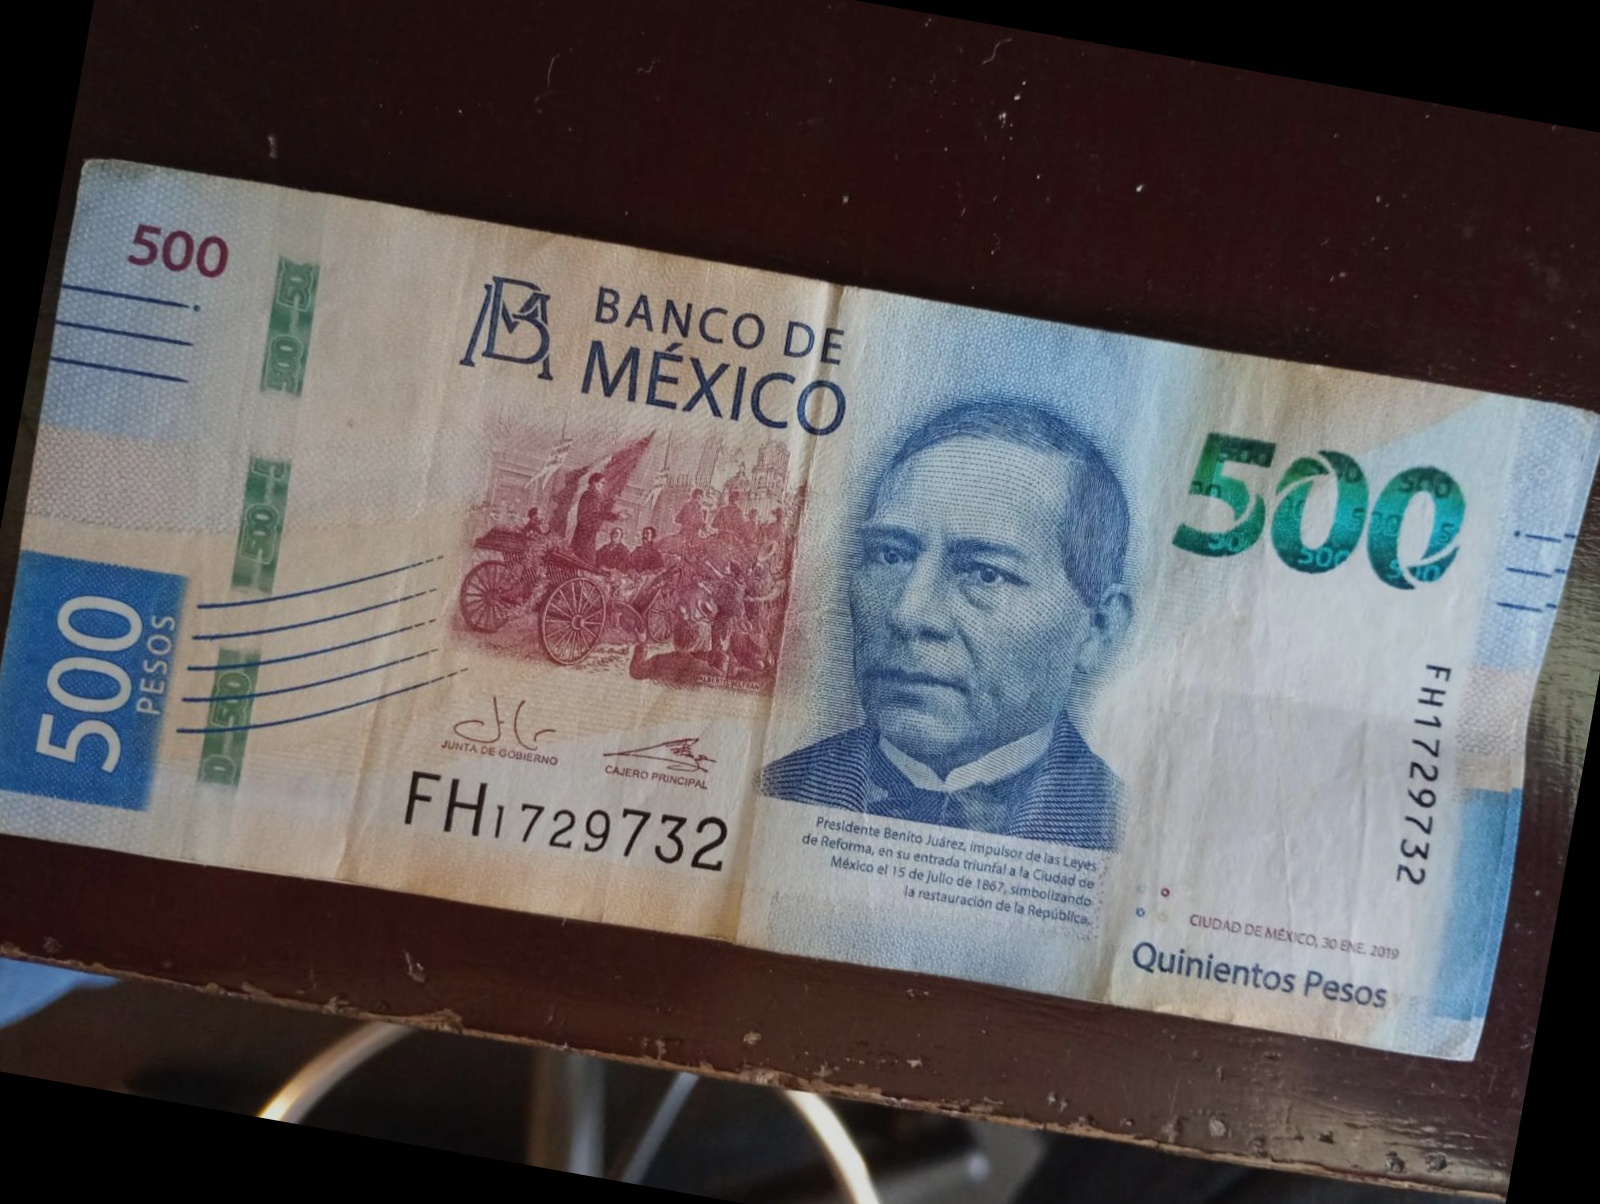 500
BANCO DE
MÉXICO
500
500
PESOS
JUNTA DE GOBIERNO
CAJERO PRINCIPAL
FH1729732
Presidente Benito Juárez, impulsor de las Leyes
de Reforma, en su entrada triunfal a la Ciudad de
México el 15 de julio de 1867, simbolizando
la restauración de la República.
FH1729732
CIUDAD DE MÉXICO, 30 ENE. 2019
Quinientos Pesos